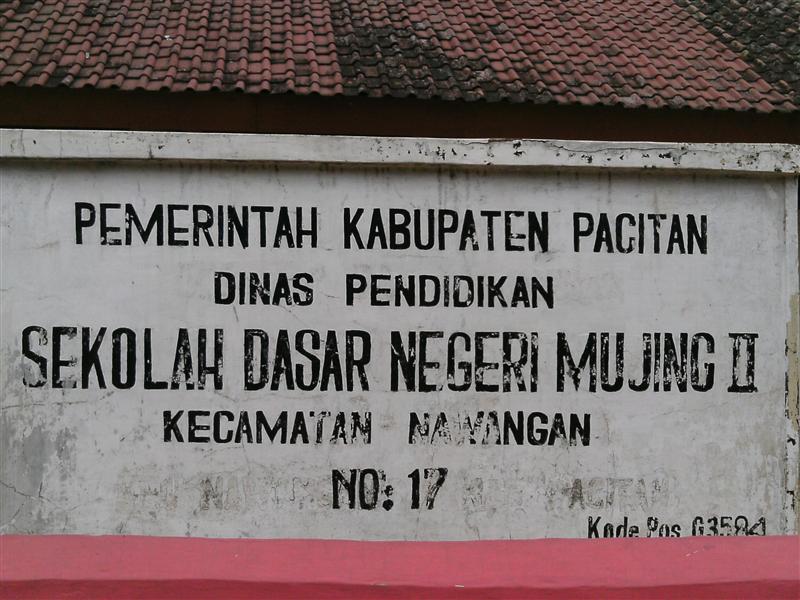 PEMERINTAH KABUPATEN PACITAN
DINAS PENDIDIKAN
SEKOLAH DASAR NEGERI MUJING II
KECAMATAN NAWANGAN
NO: 17
Kode Pos 63584